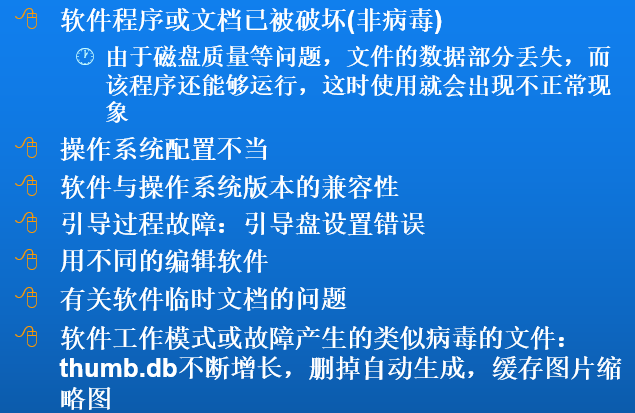 软件程序或文档已被破坏(非病毒)
由于磁盘质量等问题，文件的数据部分丢失，而
该程序还能够运行，这时使用就会出现不正常现
象
操作系统配置不当
软件与操作系统版本的兼容性
引导过程故障：引导盘设置错误
用不同的编辑软件
有关软件临时文档的问题
软件工作模式或故障产生的类似病毒的文件：
thumb.db不断增长，删掉自动生成，缓存图片缩
略图